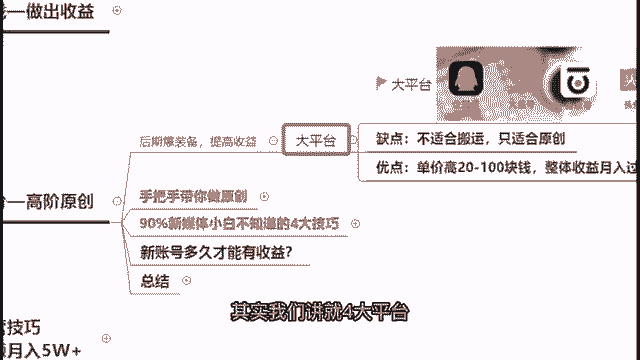 一做出收益
大平台
后期爆装备，提高收益
大平台
缺点：不适合搬运，只适合原创
优点：单价高20-100块钱，整体收益月入过
一高阶原创
手把手带你做原创
90%新媒体小白不知道的4大技巧
新账号多久才能有收益？
总结
其实我们讲就4大平台
营技巧
月入5W+